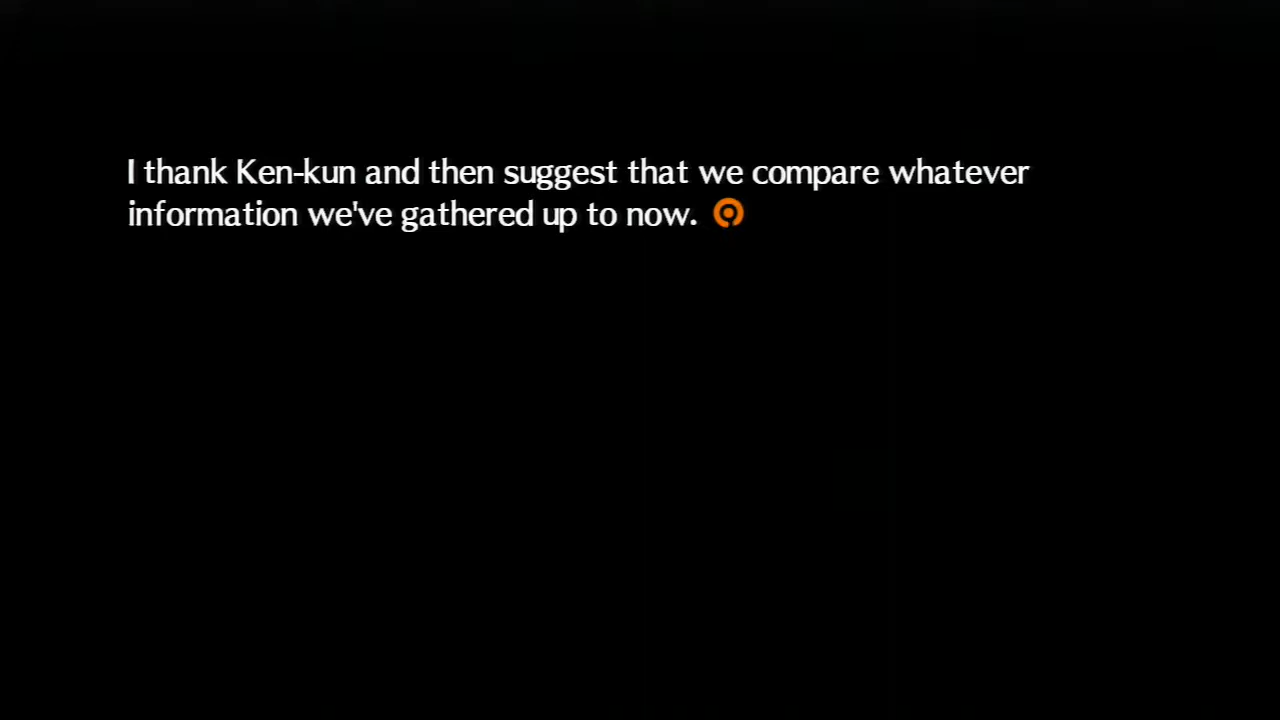 I thank Ken-kun and then suggest that we compare whatever
information we've gathered up to now.